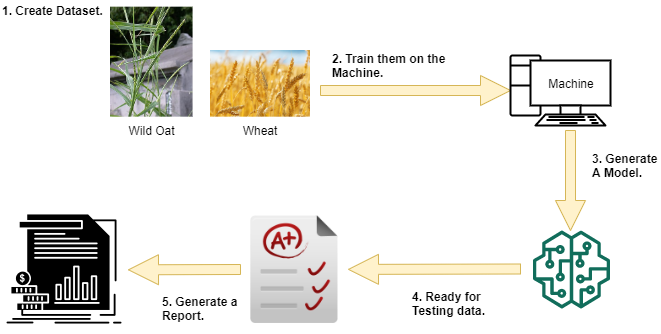 1. Create Dataset.
Wild Oat
Wheat
2. Train them on the
Machine.
Machine
3. Generate
A Model.
4. Ready for
Testing data.
A+
5. Generate a
Report.
$